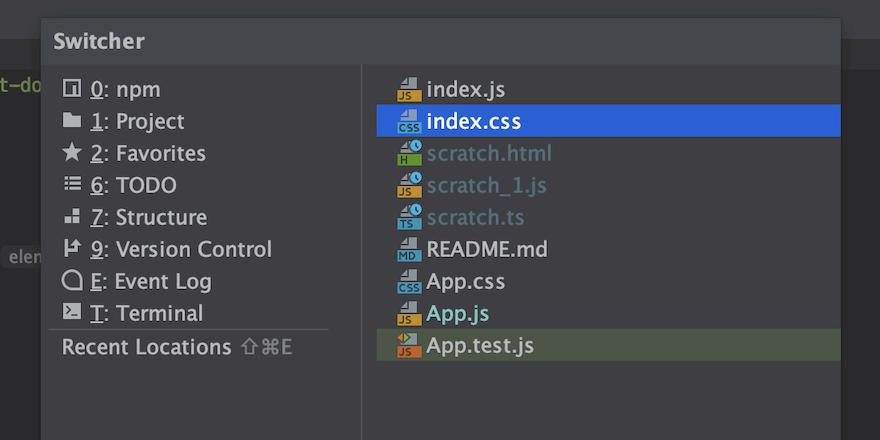 Switcher
t-do
0: npm
1: Project
2: Favorites
6: TODO
7: Structure
9: Version Control
E: Event Log
T: Terminal
Recent Locations ⇧⌘E
elen
JS index.js
CSS index.css
H scratch.html
JS scratch_1.js
TS scratch.ts
MD README.md
CSS App.css
JS App.js
JS App.test.js